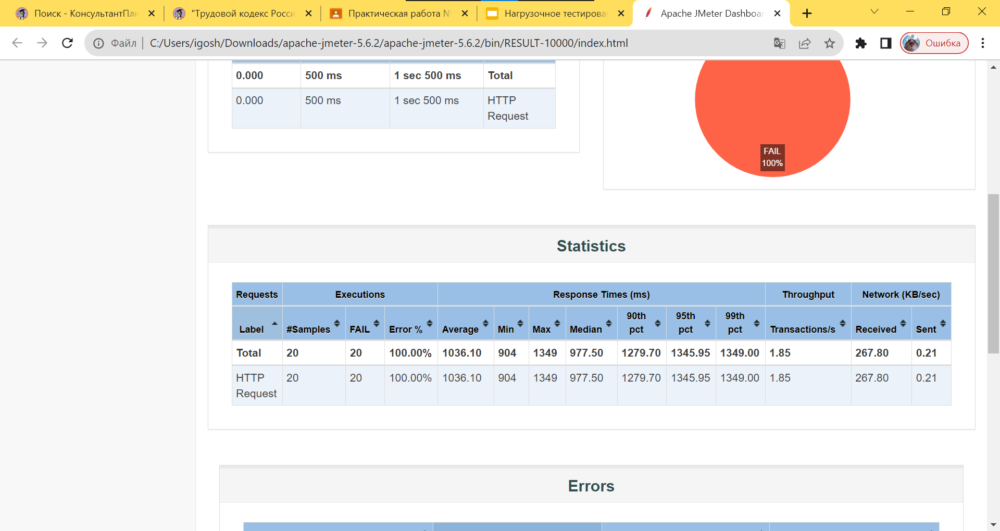 Поиск - КонсультантПл
"Трудовой кодекс Росси
Практическая работа №
Нагрузочное тестирова
Apache JMeter Dashboar
Файл
C:/Users/igosh/Downloads/apache-jmeter-5.6.2/apache-jmeter-5.6.2/bin/RESULT-10000/index.html
Ошибка
0.000 500 ms 1 sec 500 ms Total
0.000 500 ms 1 sec 500 ms HTTP Request
FAIL
100%
Statistics
Requests Executions Response Times (ms) Throughput Network (KB/sec)
Label #Samples FAIL Error % Average Min Max Median 90th pct 95th pct 99th pct Transactions/s Received Sent
Total 20 20 100.00% 1036.10 904 1349 977.50 1279.70 1345.95 1349.00 1.85 267.80 0.21
HTTP Request 20 20 100.00% 1036.10 904 1349 977.50 1279.70 1345.95 1349.00 1.85 267.80 0.21
Errors